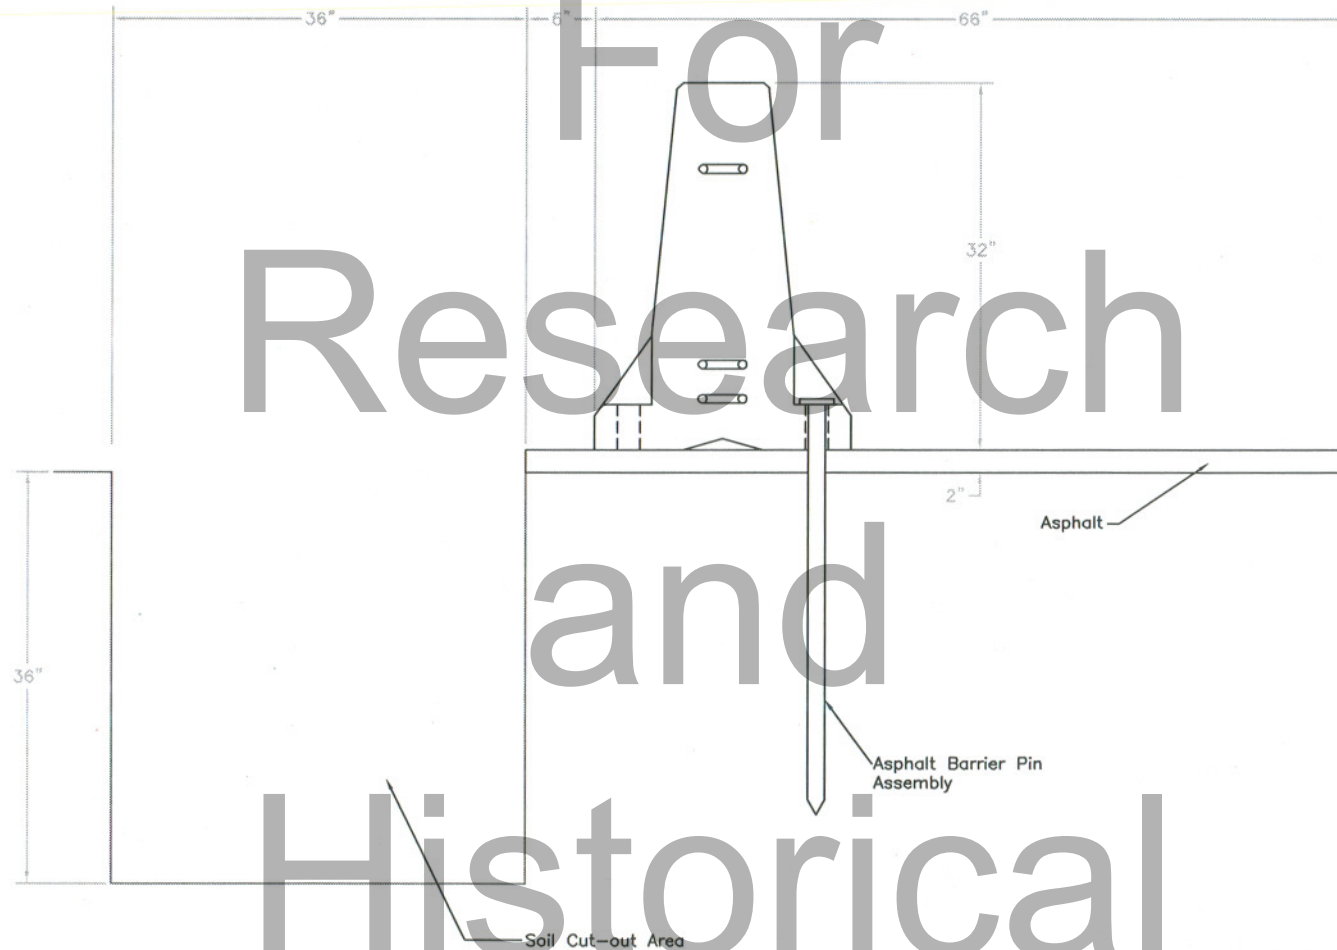 36"
6"
66"
For
32"
Research
2"
Asphalt
and
36"
Asphalt Barrier Pin
Assembly
Historical
Soil Cut-out Area